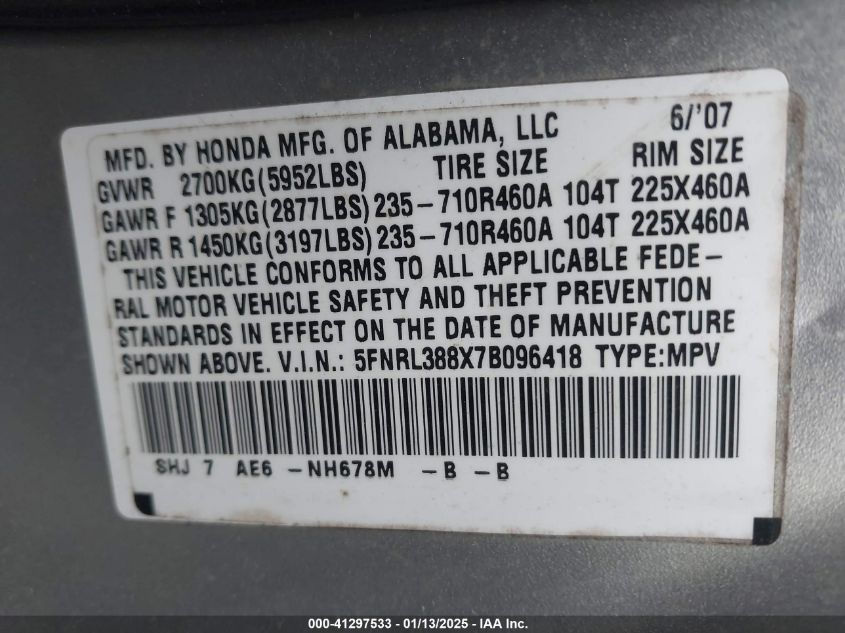 MFD. BY HONDA MFG. OF ALABAMA, LLC 6/'07
GVWR 2700KG(5952LBS) TIRE SIZE RIM SIZE
GAWR F 1305KG(2877LBS) 235-710R460A 104T 225X460A
GAWR R 1450KG(3197LBS) 235-710R460A 104T 225X460A
THIS VEHICLE CONFORMS TO ALL APPLICABLE FEDE-
RAL MOTOR VEHICLE SAFETY AND THEFT PREVENTION
STANDARDS IN EFFECT ON THE DATE OF MANUFACTURE
SHOWN ABOVE. V.I.N.: 5FNRL388X7B096418 TYPE:MPV
SHJ 7 AE6 -NH678M -B -B
000-41297533 - 01/13/2025 - IAA Inc.